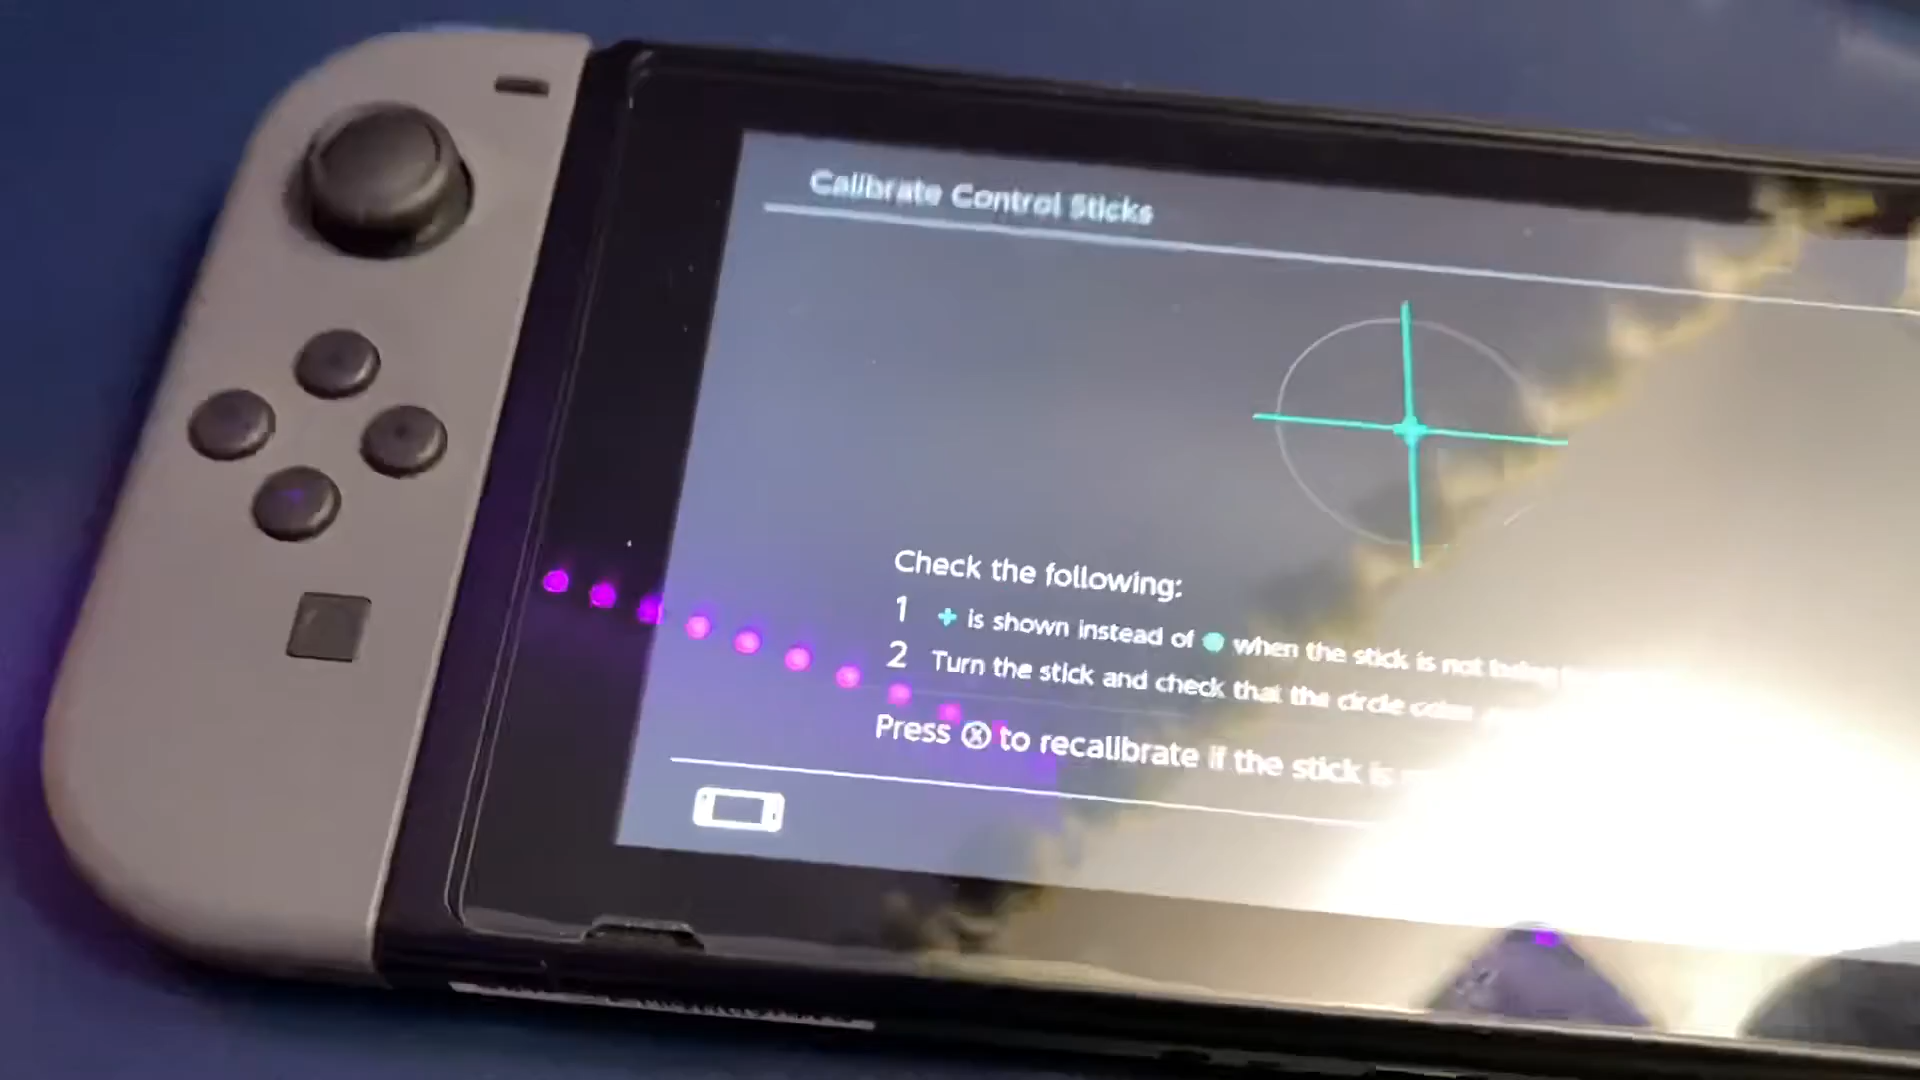 Calibrate Control Sticks
Check the following:
1 + is shown instead of ● when the stick is not being
2 Turn the stick and check that the circle
Press Ⓧ to recalibrate if the stick is